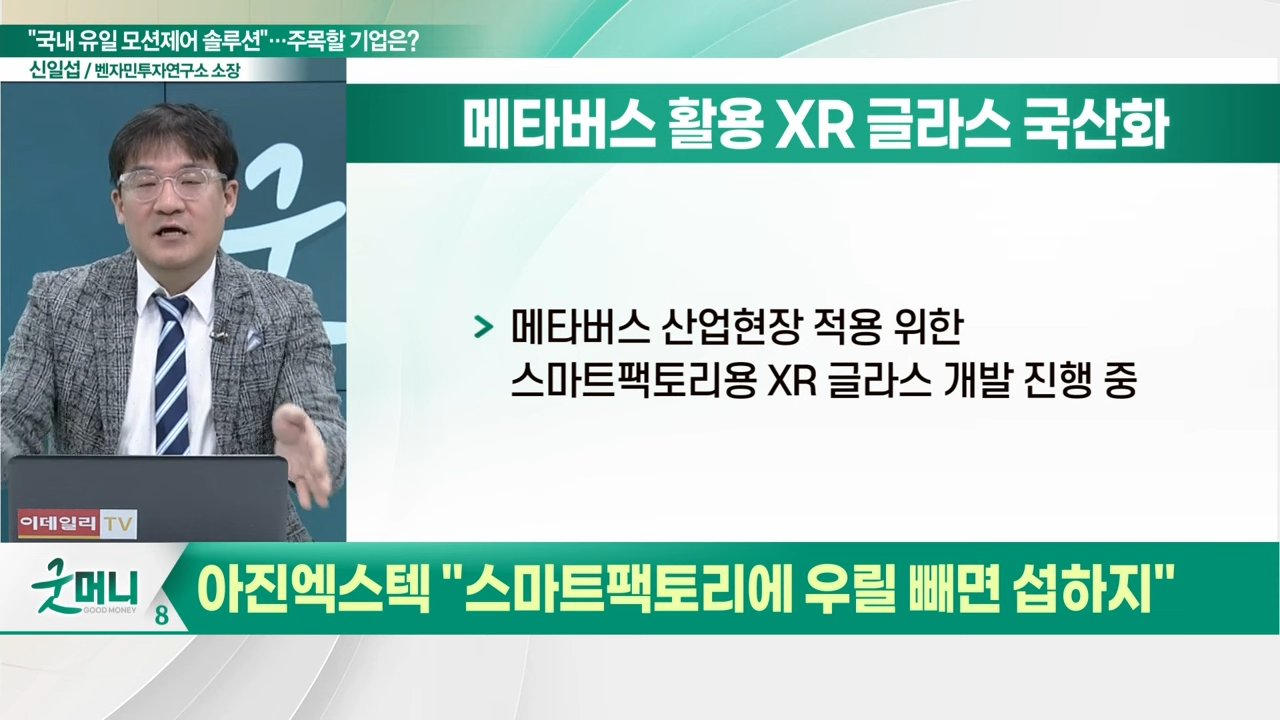 "국내 유일 모션제어 솔루션"…주목할 기업은?
신일섭 / 벤자민투자연구소 소장
메타버스 활용 XR 글라스 국산화
> 메타버스 산업현장 적용 위한
스마트팩토리용 XR 글라스 개발 진행 중
이데일리 TV
굿머니
GOOD MONEY
8
아진엑스텍 "스마트팩토리에 우릴 빼면 섭하지"